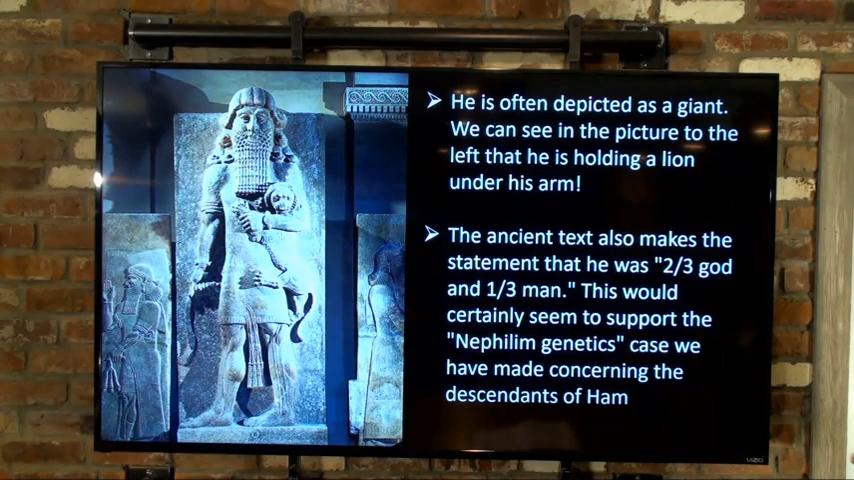 ➢ He is often depicted as a giant.
We can see in the picture to the
left that he is holding a lion
under his arm!
➢ The ancient text also makes the
statement that he was "2/3 god
and 1/3 man." This would
certainly seem to support the
"Nephilim genetics" case we
have made concerning the
descendants of Ham
VIZIO